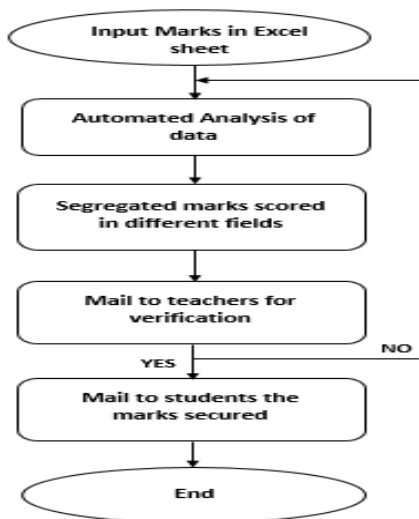 Input Marks in Excel
sheet
Automated Analysis of
data
Segregated marks scored
in different fields
Mail to teachers for
verification
NO
YES
Mail to students the
marks secured
End